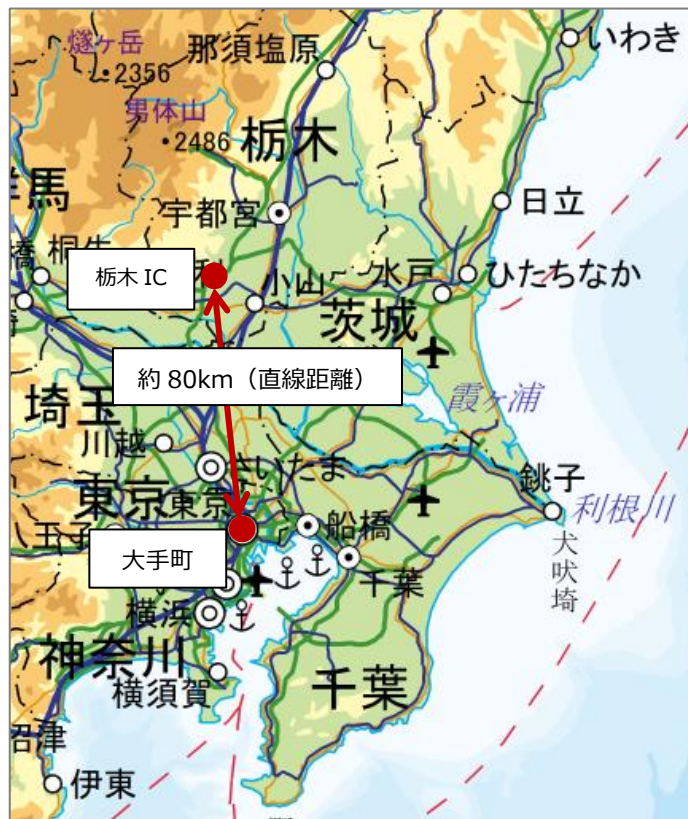 燧ヶ岳
・2356
那須塩原
いわき
男体山
・2486
栃木
宇都宮
日立
桐生
栃木 IC
小山
水戸
ひたちなか
茨城
約 80km（直線距離）
埼玉
霞ヶ浦
川越
さいたま
東京
東京
銚子
利根川
船橋
大手町
犬吠埼
千葉
横浜
神奈川
横須賀
千葉
沼津
伊東